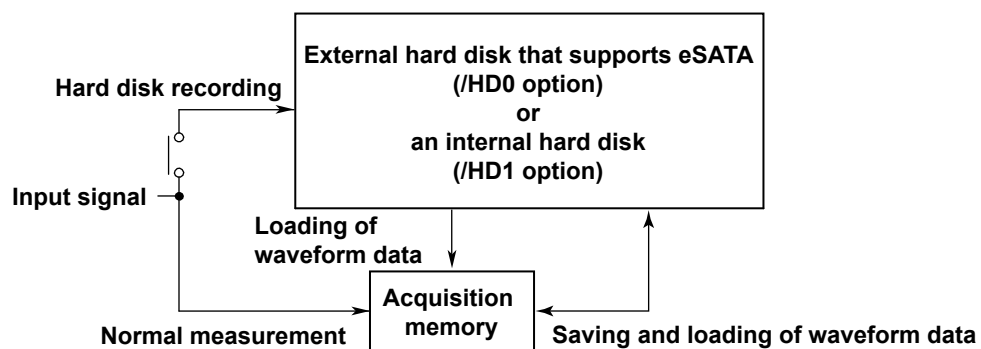 External hard disk that supports eSATA
(/HD0 option)
or
an internal hard disk
(/HD1 option)
Hard disk recording
Input signal
Loading of
waveform data
Acquisition
memory
Normal measurement
Saving and loading of waveform data